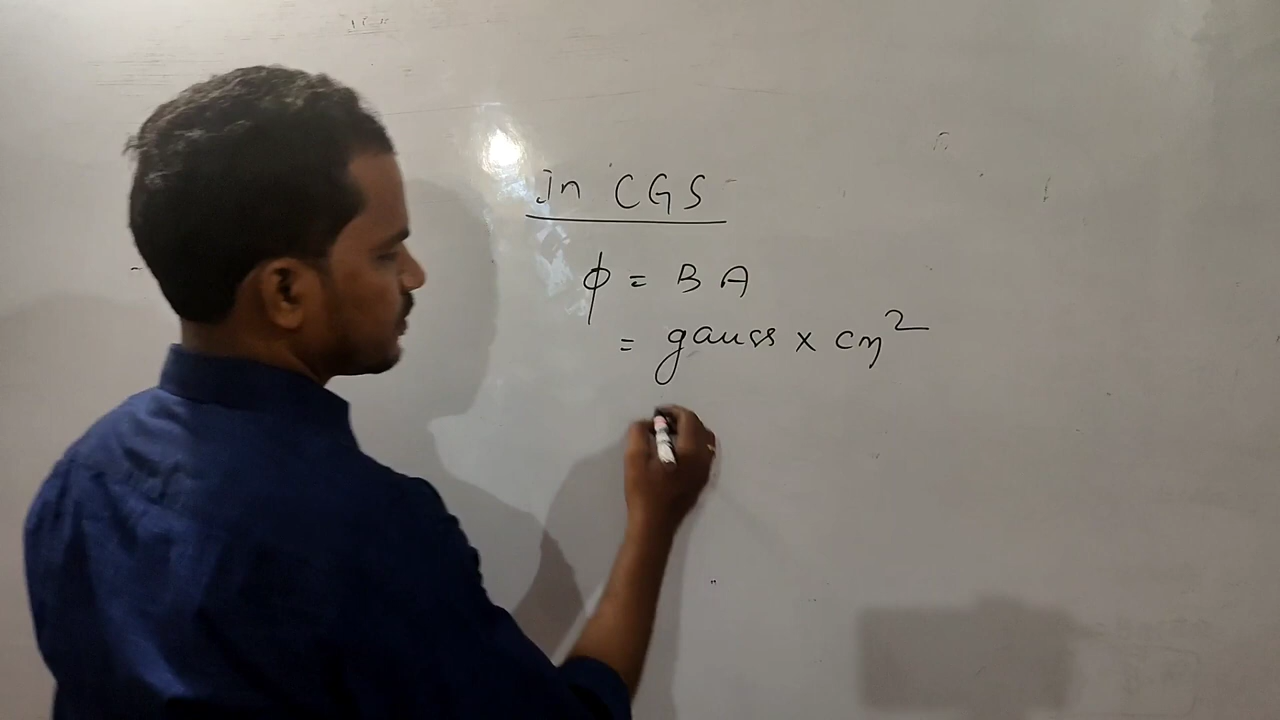 In CGS
ϕ = B A
= gauss x cm²